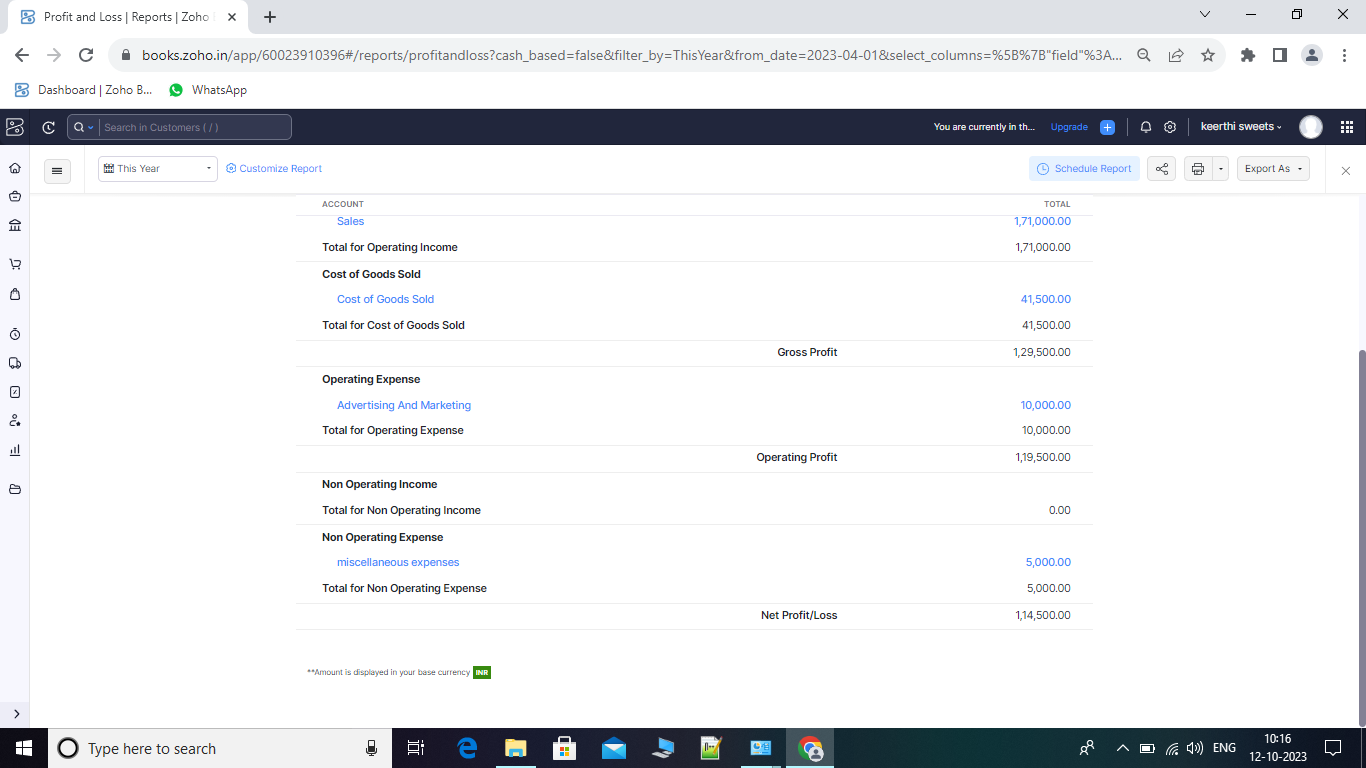 Profit and Loss | Reports | Zoho
books.zoho.in/app/60023910396#/reports/profitandloss?cash_based=false&filter_by=ThisYear&from_date=2023-04-01&select_columns=%5B%7B"field"%3A...
Dashboard | Zoho B... WhatsApp
Search in Customers ( / ) You are currently in th... Upgrade keerthi sweets
This Year Customize Report Schedule Report Export As
ACCOUNT TOTAL
Sales 1,71,000.00
Total for Operating Income 1,71,000.00
Cost of Goods Sold
Cost of Goods Sold 41,500.00
Total for Cost of Goods Sold 41,500.00
Gross Profit 1,29,500.00
Operating Expense
Advertising And Marketing 10,000.00
Total for Operating Expense 10,000.00
Operating Profit 1,19,500.00
Non Operating Income
Total for Non Operating Income 0.00
Non Operating Expense
miscellaneous expenses 5,000.00
Total for Non Operating Expense 5,000.00
Net Profit/Loss 1,14,500.00
**Amount is displayed in your base currency INR
Type here to search ENG 10:16
12-10-2023